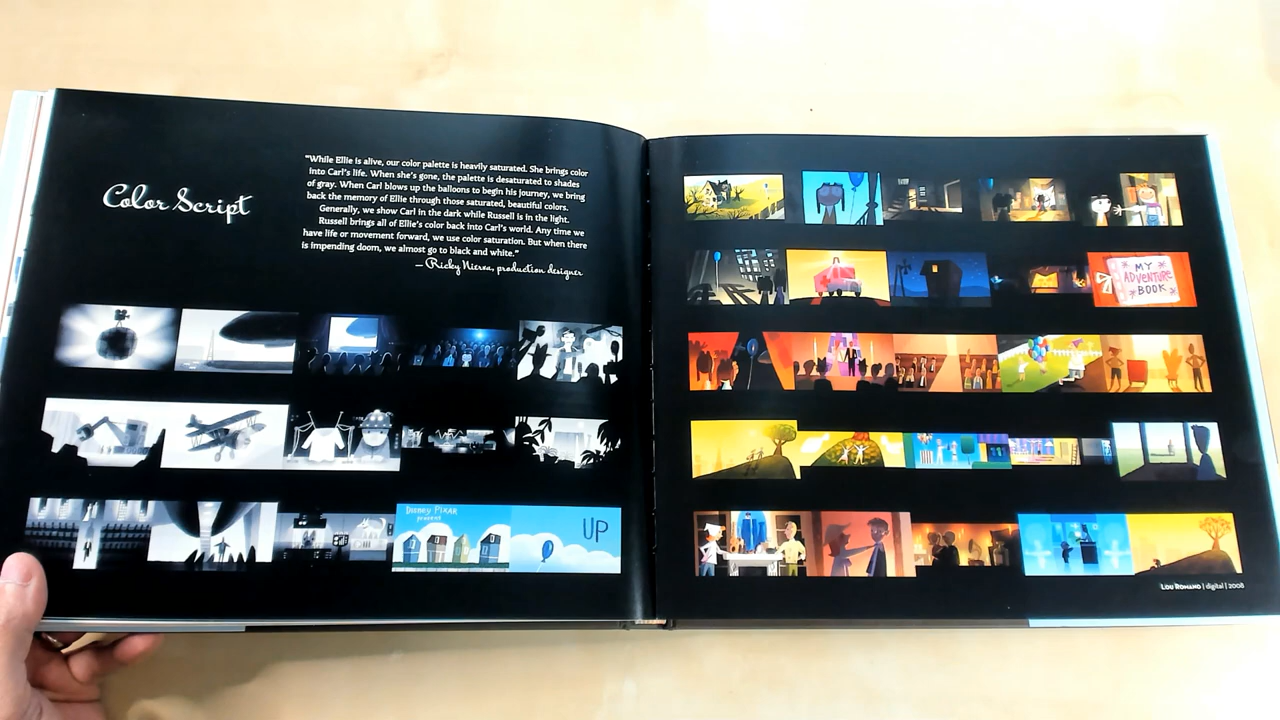 Color Script
"While Ellie is alive, our color palette is heavily saturated. She brings color
into Carl's life. When she's gone, the palette is desaturated to shades
of gray. When Carl blows up the balloons to begin his journey, we bring
back the memory of Ellie through those saturated, beautiful colors.
Generally, we show Carl in the dark while Russell is in the light.
Russell brings all of Ellie's color back into Carl's world. Any time we
have life or movement forward, we use color saturation. But when there
is impending doom, we almost go to black and white."
— Ricky Nierva, production designer
Disney PIXAR
present
UP
MY
ADVENTURE
BOOK
Lou Romano | digital | 2008